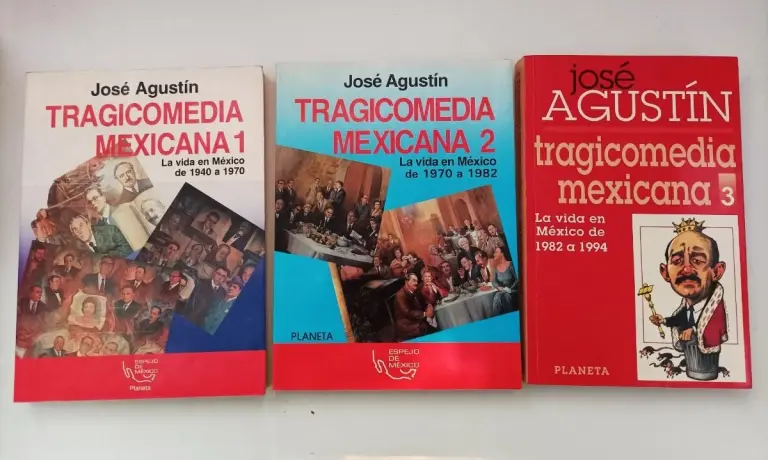 José Agustín
TRAGICOMEDIA
MEXICANA 1
La vida en México
de 1940 a 1970
ESPEJO
DE
MÉXICO
Planeta
José Agustín
TRAGICOMEDIA
MEXICANA 2
La vida en México
de 1970 a 1982
PLANETA
ESPEJO
DE
MÉXICO
josé
AGUSTÍN
tragicomedia
mexicana 3
La vida en
México de
1982 a 1994
PLANETA